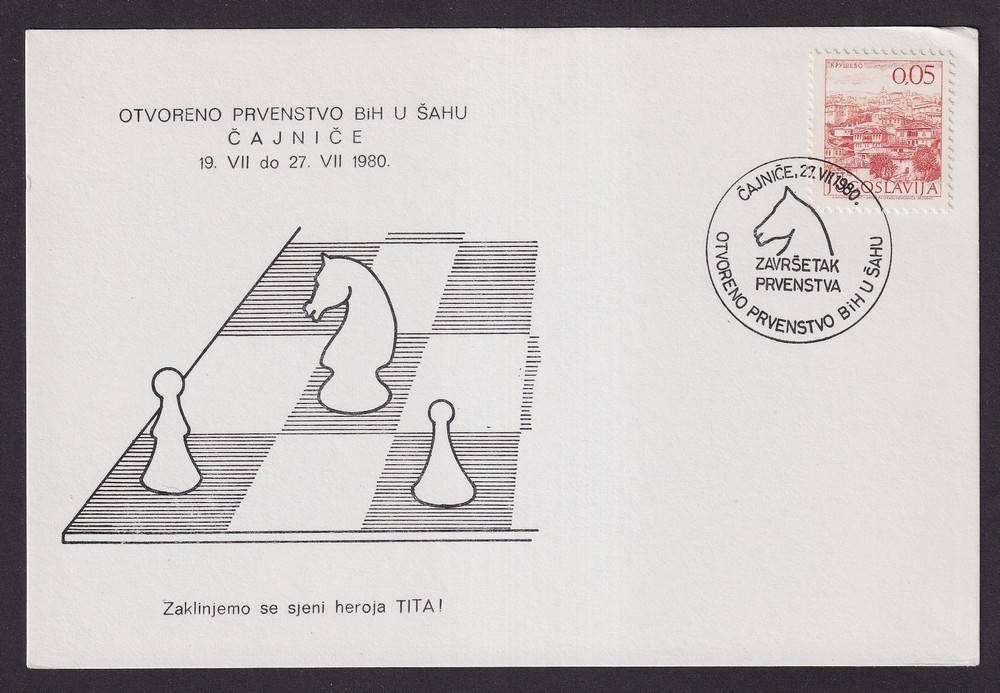 OTVORENO PRVENSTVO BiH U ŠAHU
ČAJNIČE
19. VII do 27. VII 1980.
КРУШЕВО
0,05
JUGOSLAVIJA
ČAJNIČE, 27. VII 1980.
ZAVRŠETAK
PRVENSTVA
OTVORENO PRVENSTVO BiH U ŠAHU
Zaklinjemo se sjeni heroja TITA!